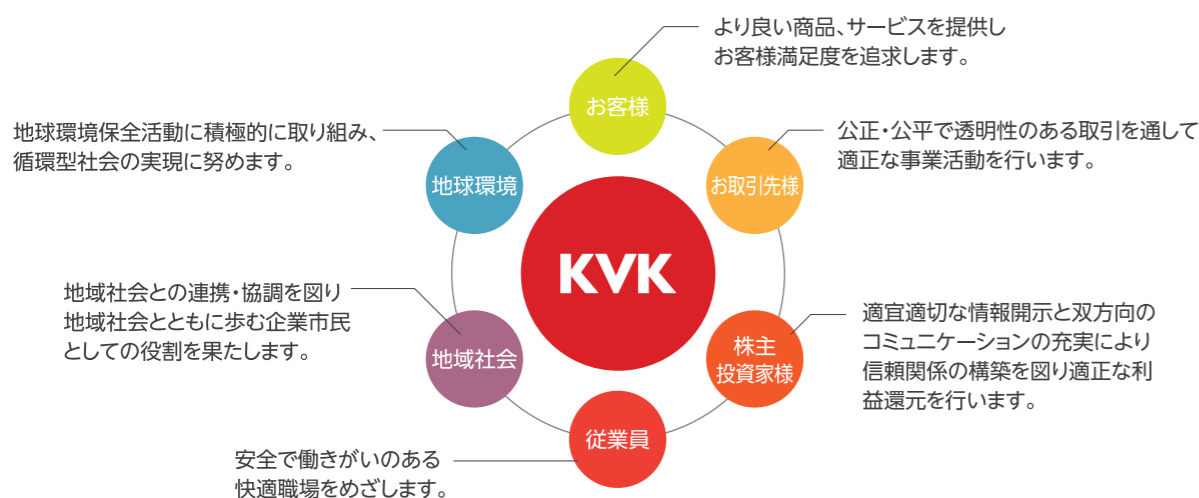 より良い商品、サービスを提供し
お客様満足度を追求します。
お客様
地球環境保全活動に積極的に取り組み、
循環型社会の実現に努めます。
地球環境
公正・公平で透明性のある取引を通して
適正な事業活動を行います。
お取引先様
KVK
地域社会との連携・協調を図り
地域社会とともに歩む企業市民
としての役割を果たします。
地域社会
適宜適切な情報開示と双方向の
コミュニケーションの充実により
信頼関係の構築を図り適正な利
益還元を行います。
株主
投資家様
従業員
安全で働きがいのある
快適職場をめざします。